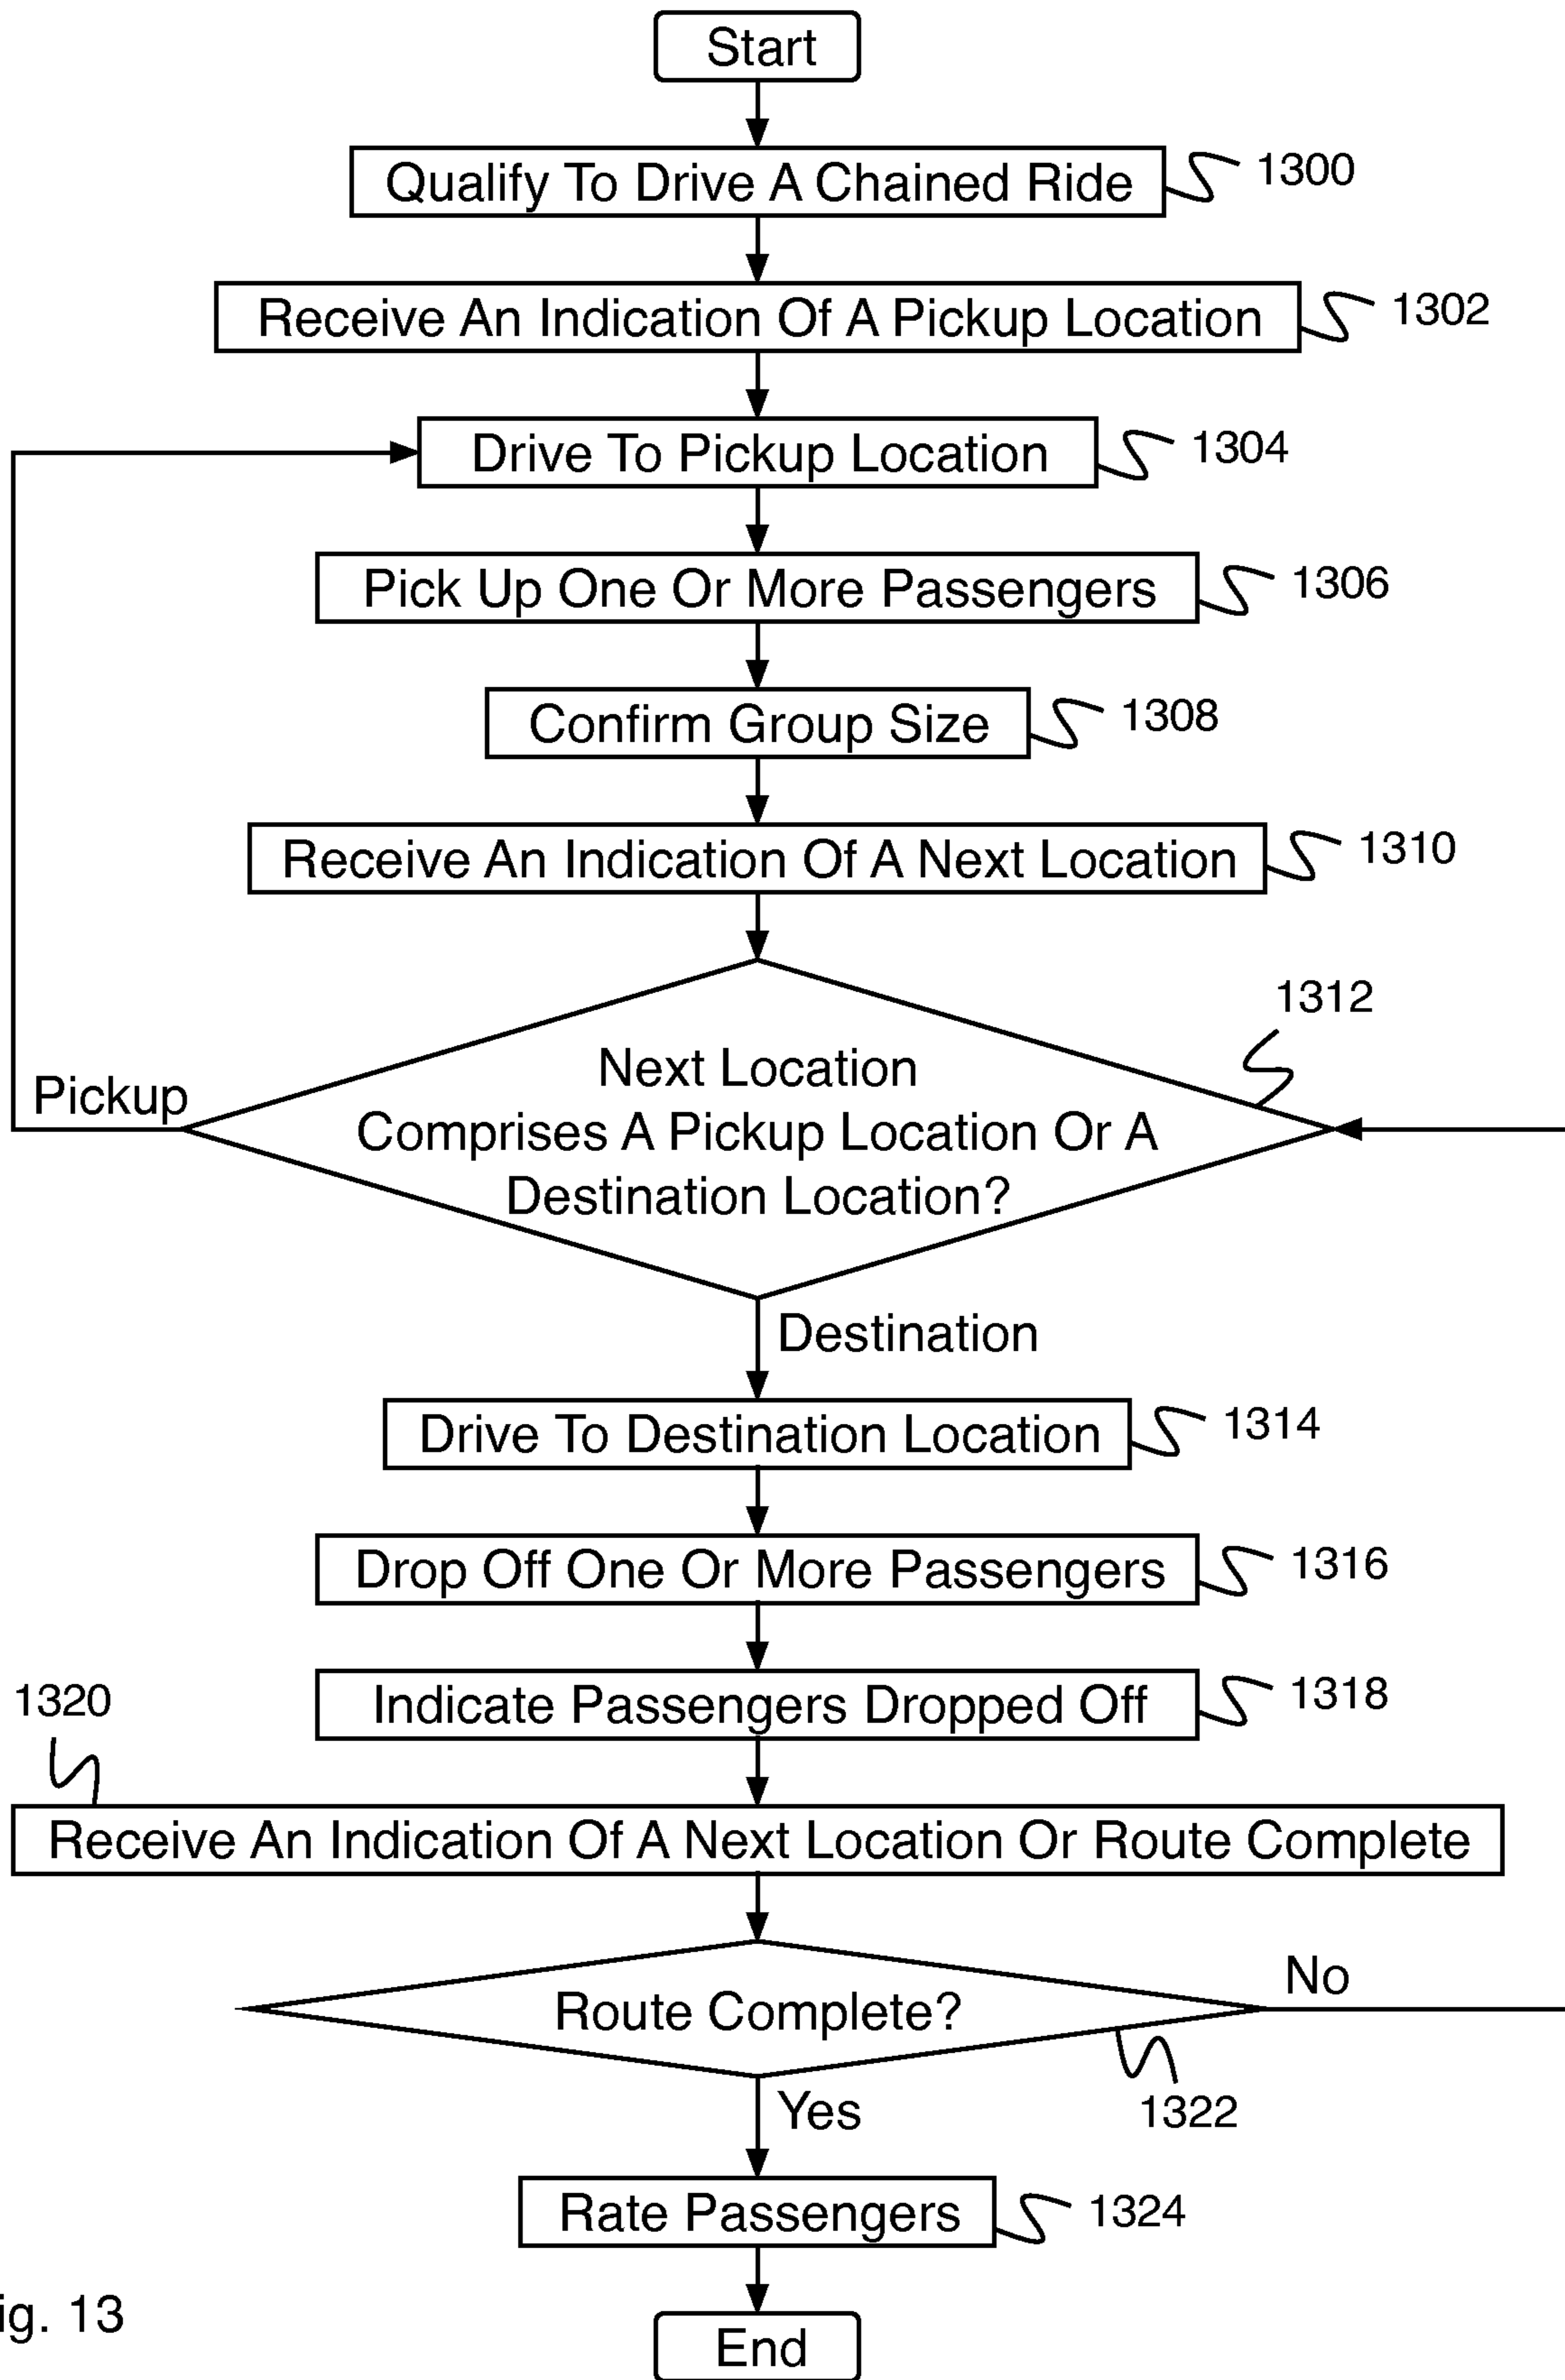 Start
Qualify To Drive A Chained Ride
1300
Receive An Indication Of A Pickup Location
1302
Drive To Pickup Location
1304
Pick Up One Or More Passengers
1306
Confirm Group Size
1308
Receive An Indication Of A Next Location
1310
1312
Next Location
Comprises A Pickup Location Or A
Destination Location?
Pickup
Destination
Drive To Destination Location
1314
Drop Off One Or More Passengers
1316
Indicate Passengers Dropped Off
1318
1320
Receive An Indication Of A Next Location Or Route Complete
Route Complete?
No
1322
Yes
Rate Passengers
1324
End
ig. 13